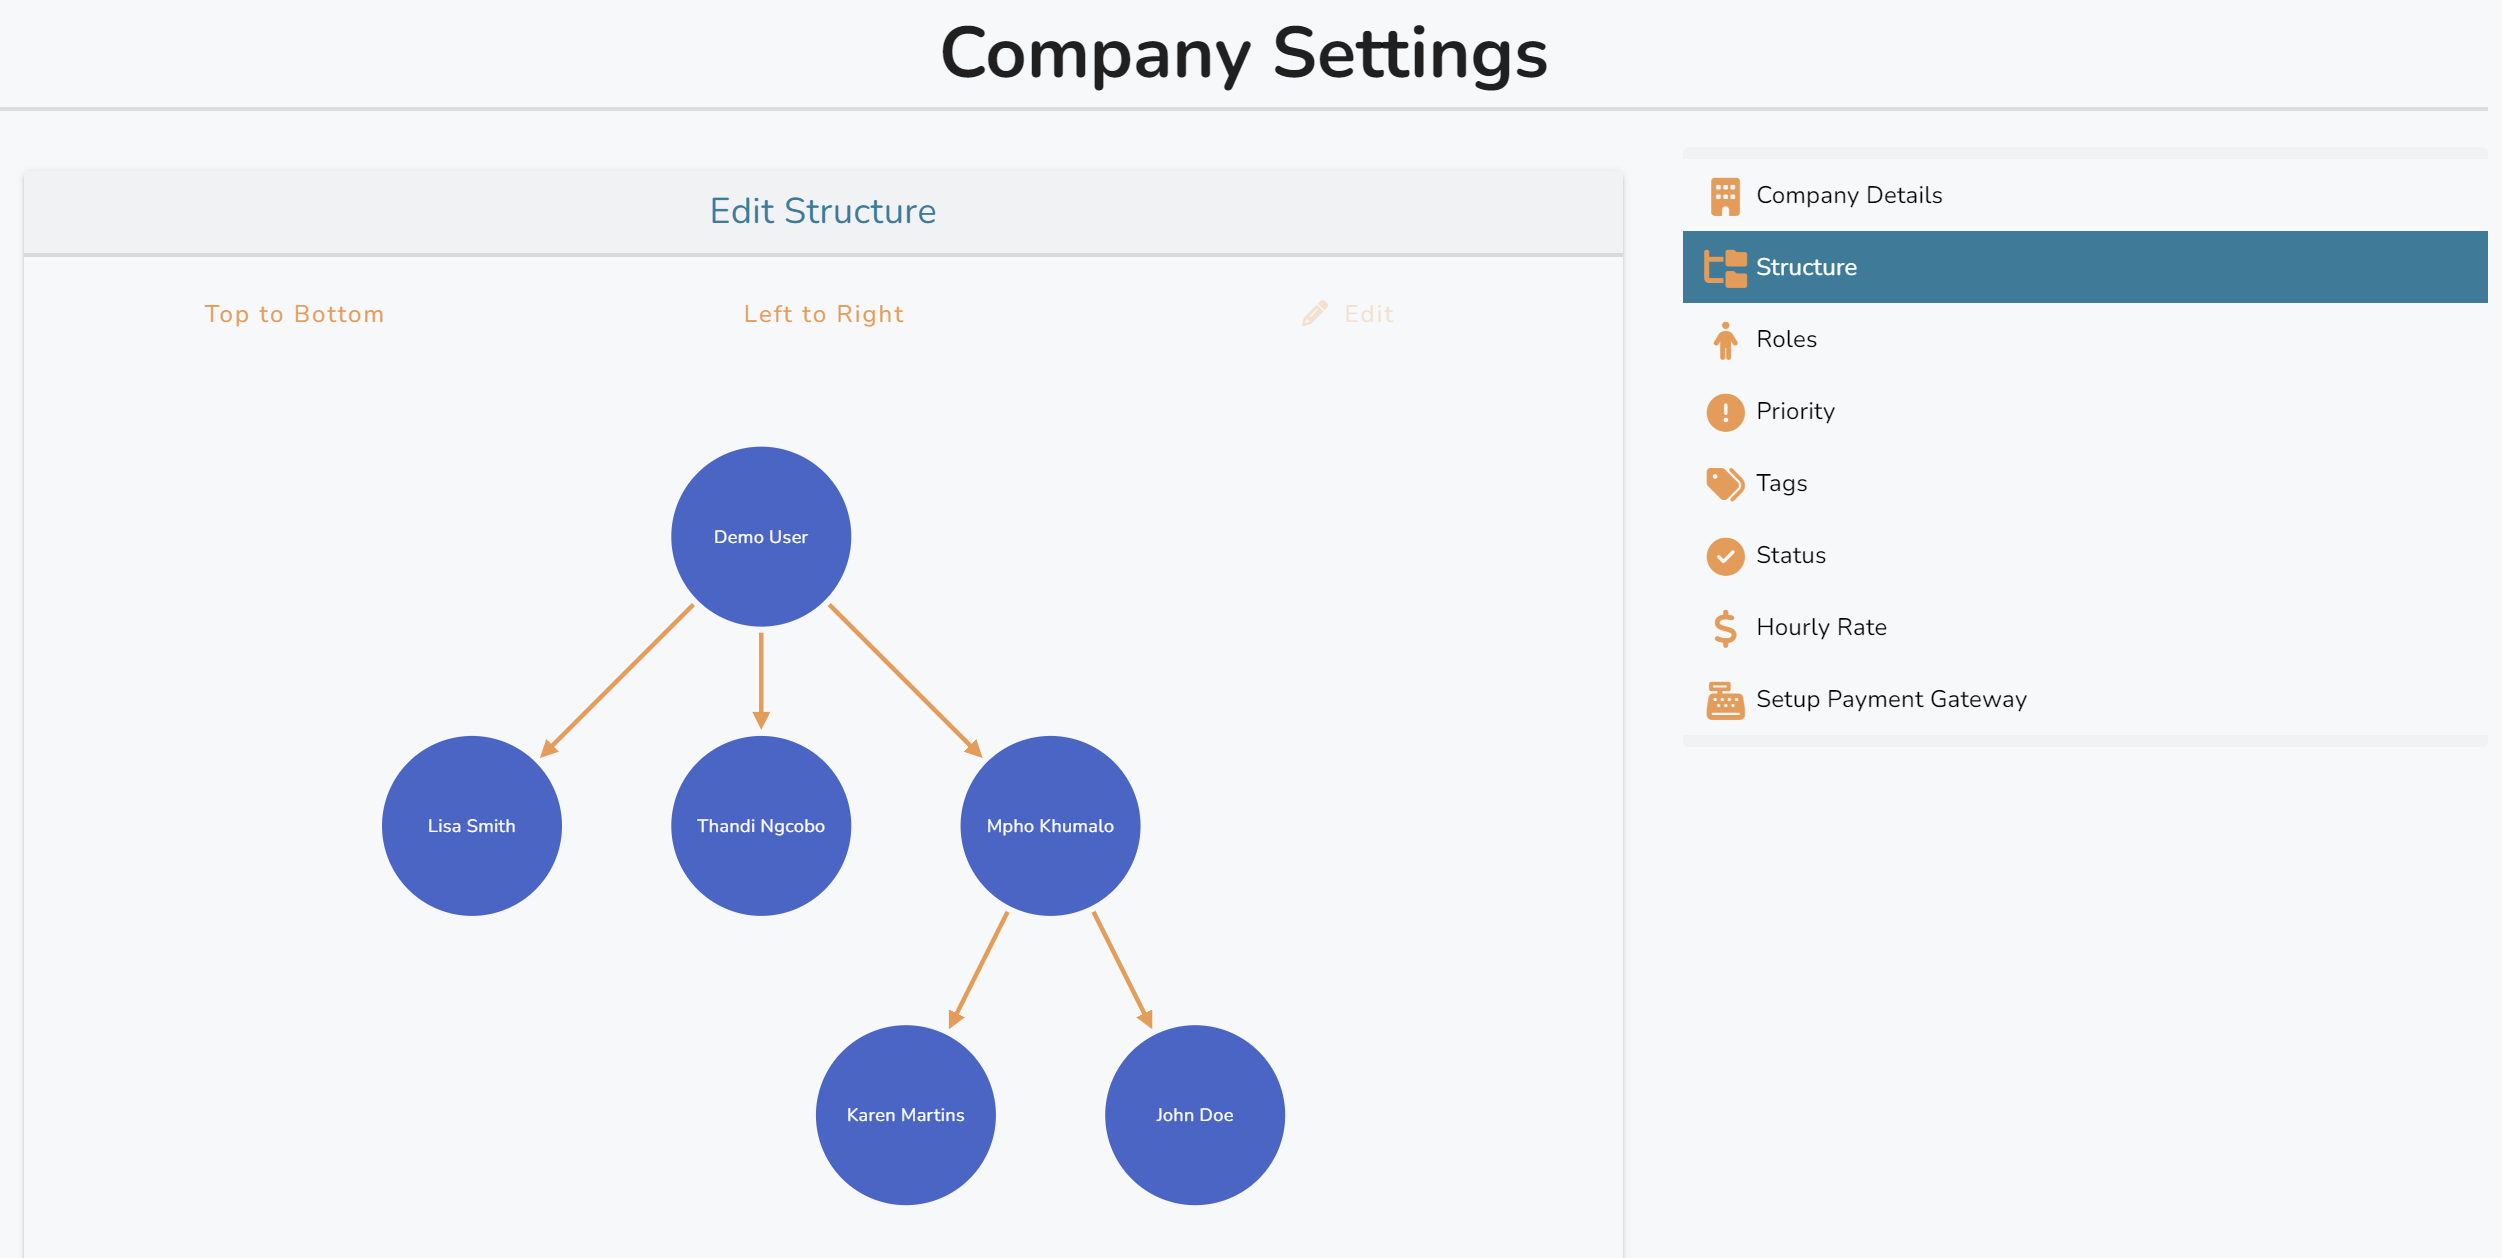 Company Settings
Edit Structure
Top to Bottom
Left to Right
Edit
Demo User
Lisa Smith
Thandi Ngcobo
Mpho Khumalo
Karen Martins
John Doe
Company Details
Structure
Roles
Priority
Tags
Status
Hourly Rate
Setup Payment Gateway